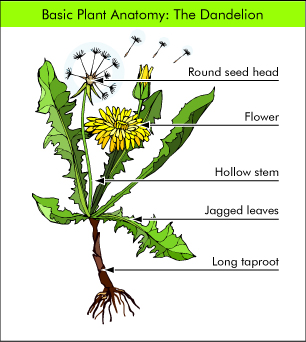 Basic Plant Anatomy: The Dandelion
Round seed head
Flower
Hollow stem
Jagged leaves
Long taproot